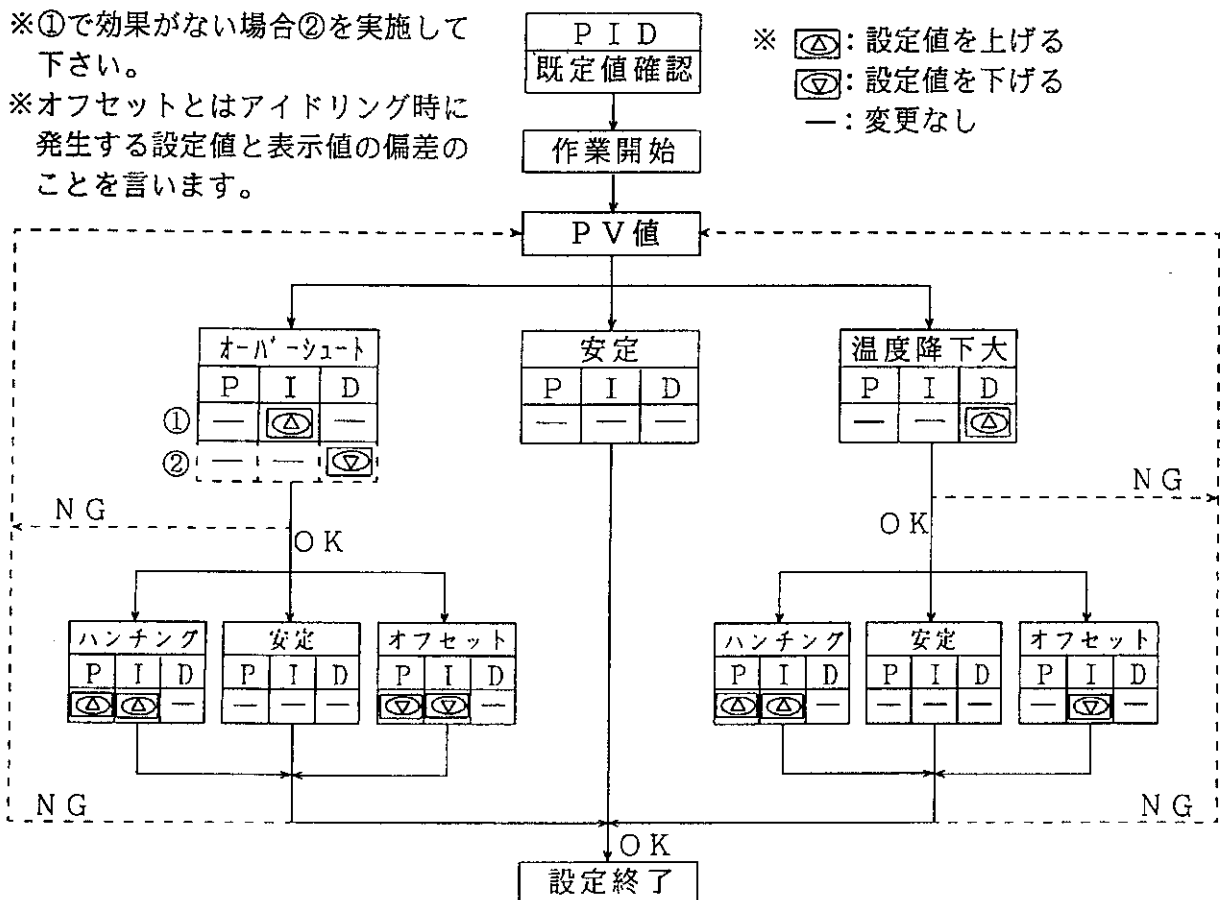 ※①で効果がない場合②を実施して
下さい。
※オフセットとはアイドリング時に
発生する設定値と表示値の偏差の
ことを言います。
PID
既定値確認
※ △: 設定値を上げる
▽: 設定値を下げる
—: 変更なし
作業開始
PV値
オーバーシュート
P I D
① — △ —
② — — ▽
安定
P I D
— — —
温度降下大
P I D
— — △
NG
OK
NG
OK
ハンチング
P I D
△ △ —
安定
P I D
— — —
オフセット
P I D
▽ ▽ —
ハンチング
P I D
△ △ —
安定
P I D
— — —
オフセット
P I D
— ▽ —
NG
NG
OK
設定終了